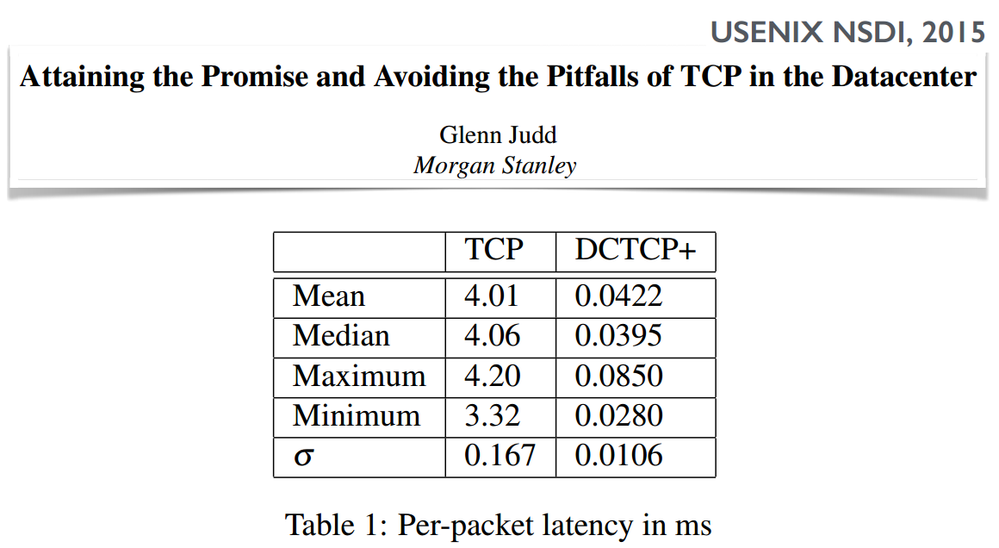 USENIX NSDI, 2015
Attaining the Promise and Avoiding the Pitfalls of TCP in the Datacenter
Glenn Judd
Morgan Stanley
TCP DCTCP+
Mean 4.01 0.0422
Median 4.06 0.0395
Maximum 4.20 0.0850
Minimum 3.32 0.0280
σ 0.167 0.0106
Table 1: Per-packet latency in ms